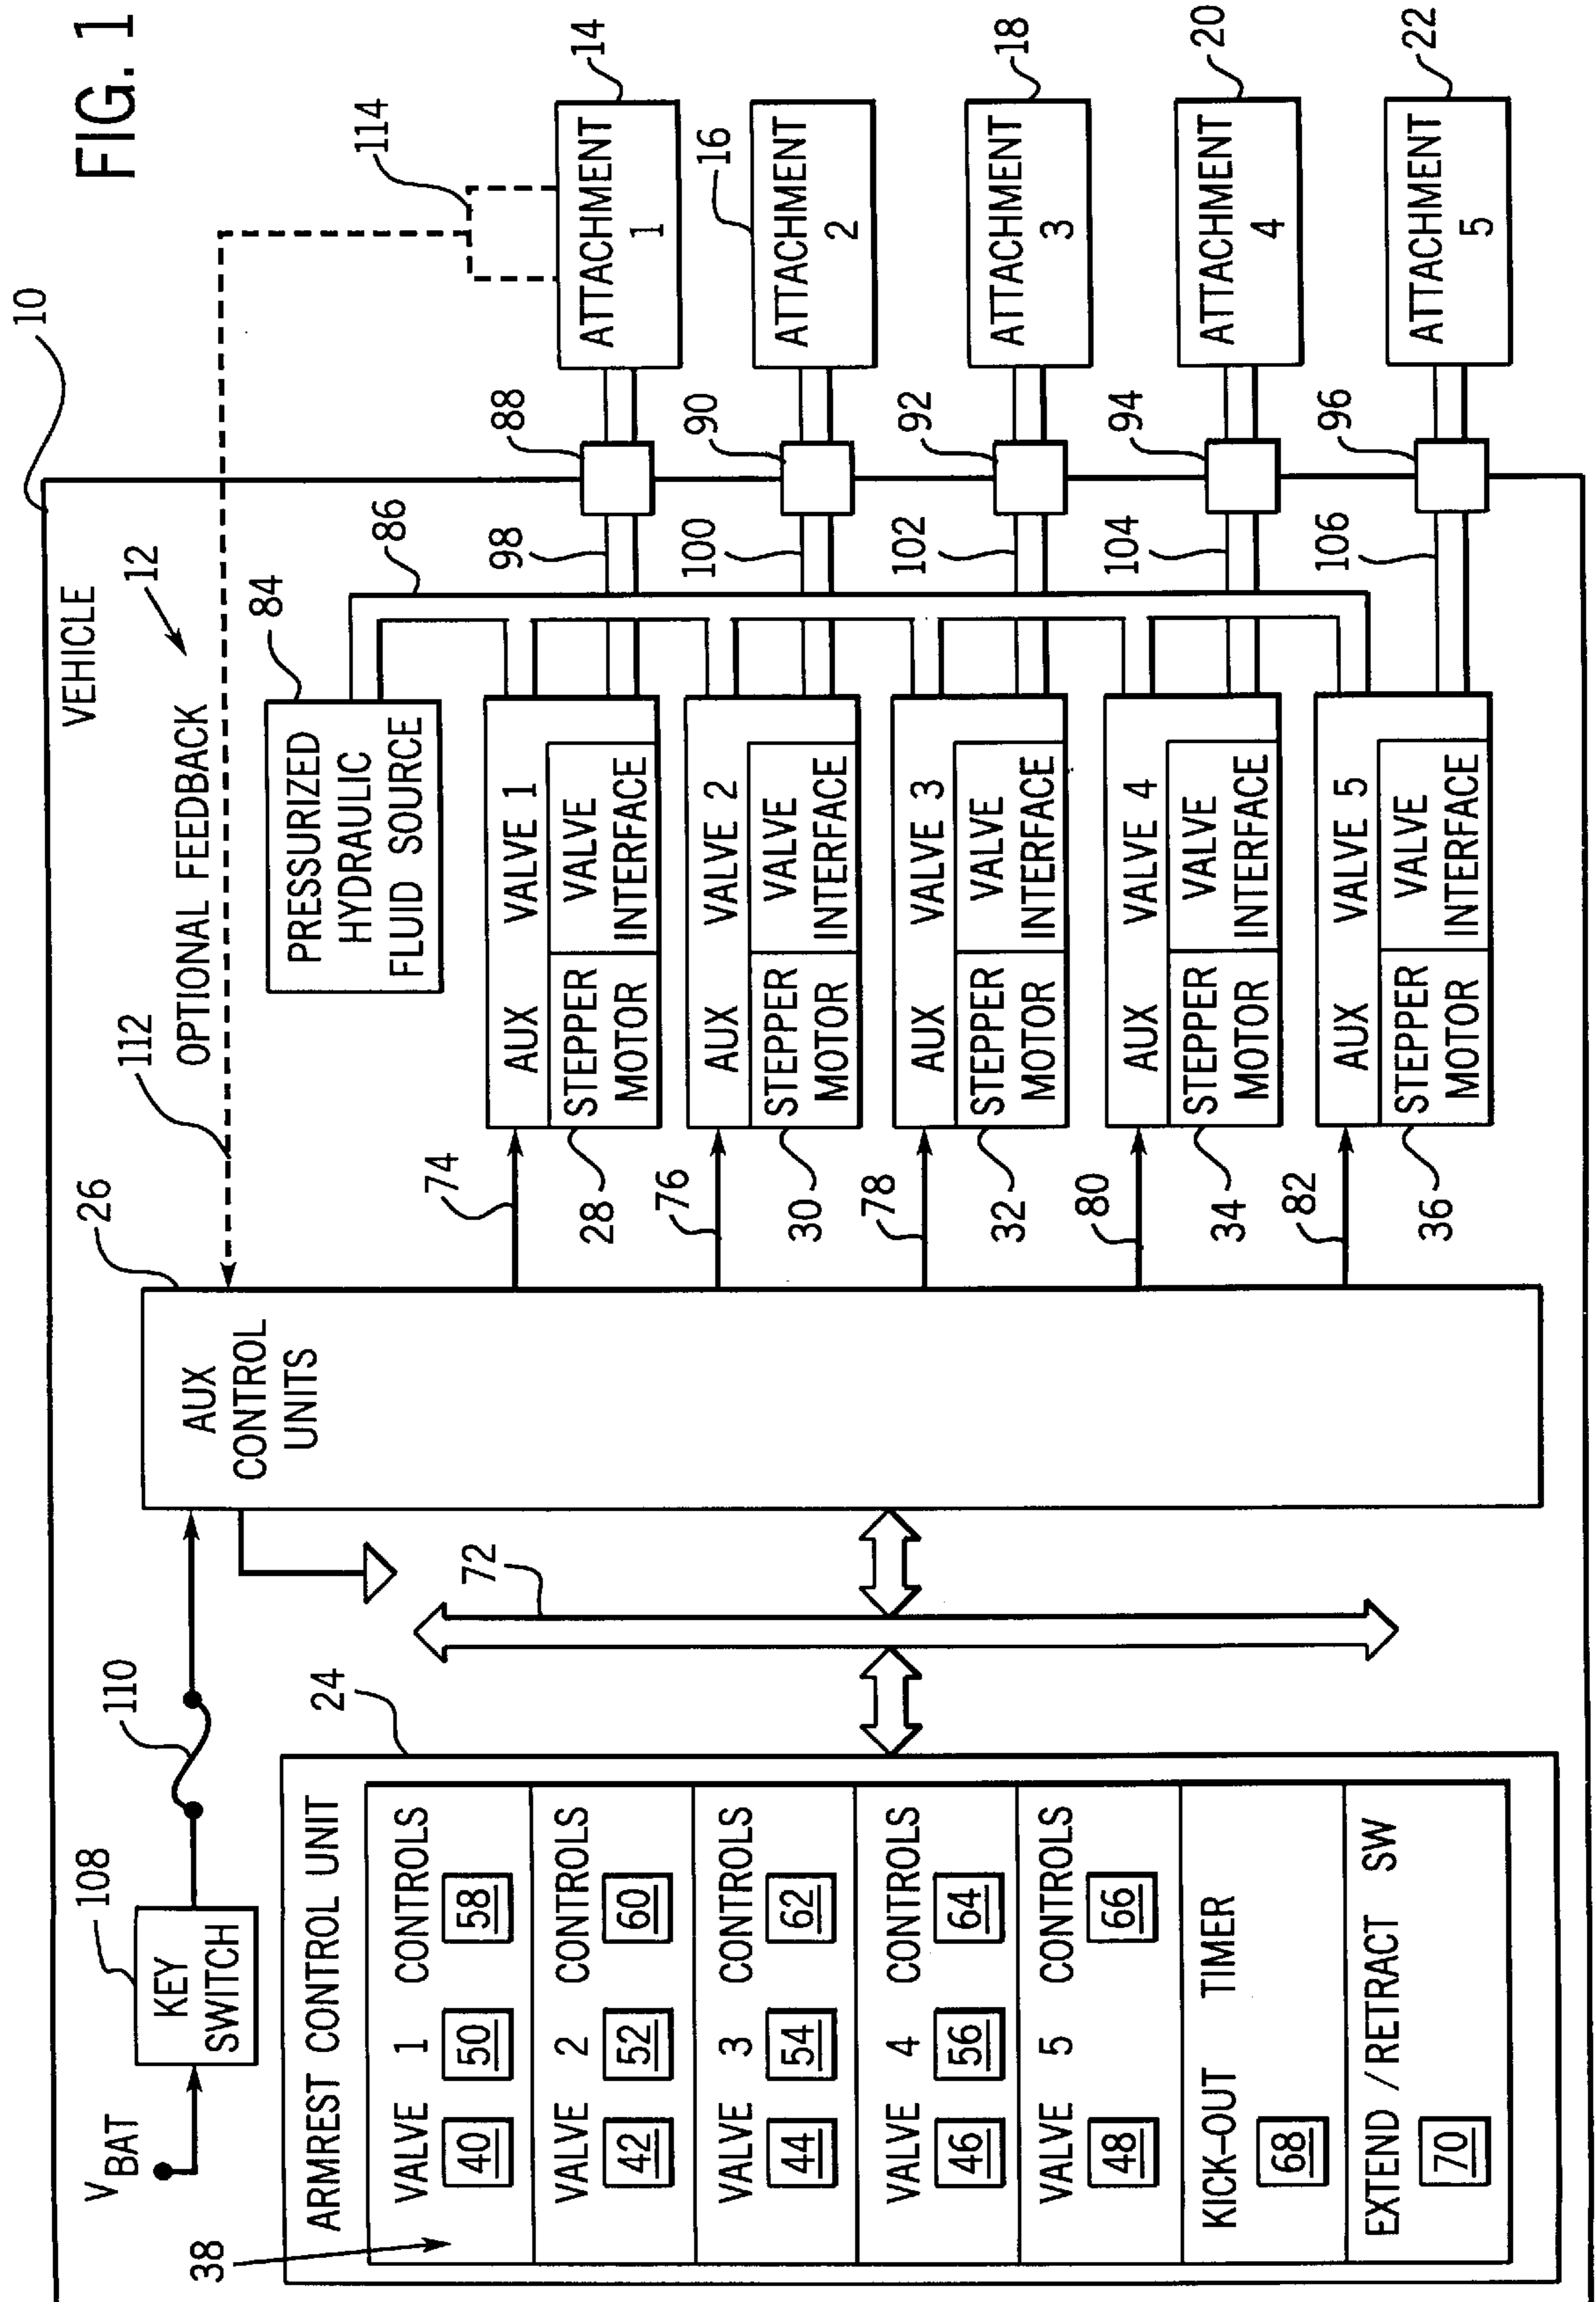 FIG. 1
10
VEHICLE
12
V BAT
108
KEY
SWITCH
110
26
AUX
CONTROL
UNITS
112
OPTIONAL FEEDBACK
114
84
PRESSURIZED
HYDRAULIC
FLUID SOURCE
86
24
ARMREST CONTROL UNIT
38
VALVE 1 CONTROLS
40 50 58
VALVE 2 CONTROLS
42 52 60
VALVE 3 CONTROLS
44 54 62
VALVE 4 CONTROLS
46 56 64
VALVE 5 CONTROLS
48 66
KICK-OUT TIMER
68
EXTEND / RETRACT SW
70
72
74
AUX VALVE 1
STEPPER
MOTOR
VALVE
INTERFACE
28
98
88
ATTACHMENT
1
14
76
AUX VALVE 2
STEPPER
MOTOR
VALVE
INTERFACE
30
100
90
ATTACHMENT
2
16
78
AUX VALVE 3
STEPPER
MOTOR
VALVE
INTERFACE
32
102
92
ATTACHMENT
3
18
80
AUX VALVE 4
STEPPER
MOTOR
VALVE
INTERFACE
34
104
94
ATTACHMENT
4
20
82
AUX VALVE 5
STEPPER
MOTOR
VALVE
INTERFACE
36
106
96
ATTACHMENT
5
22